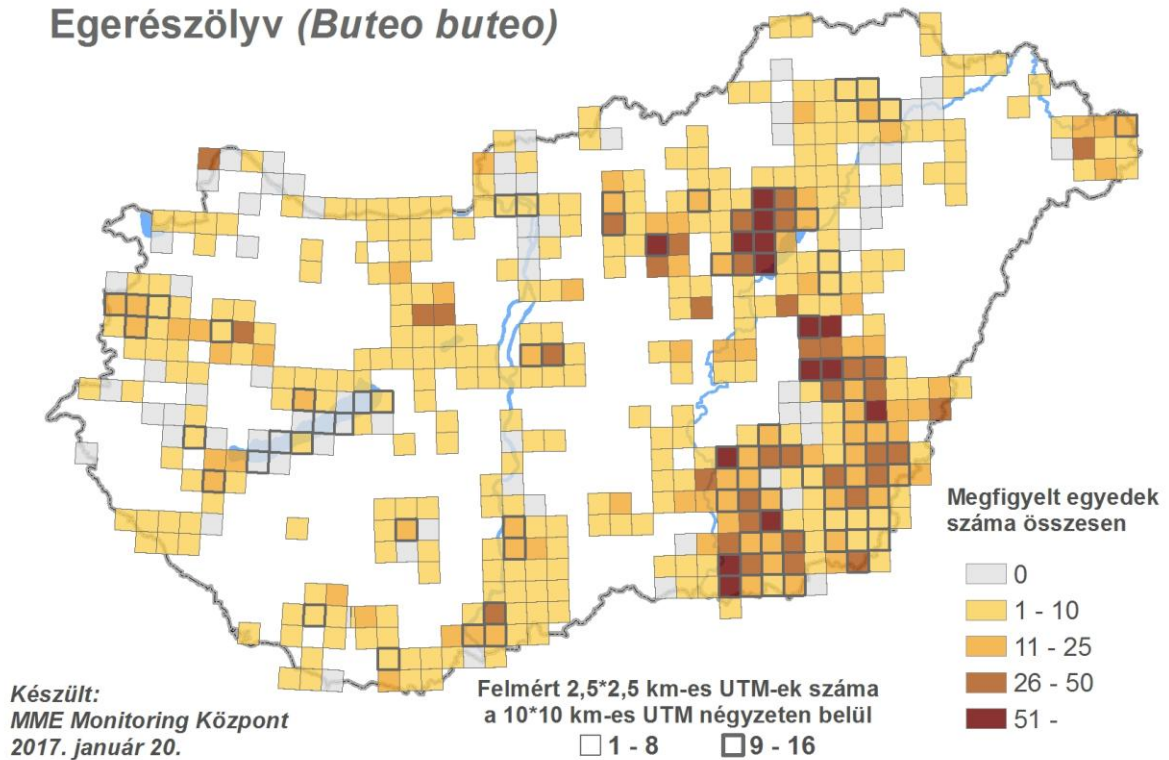 Egerészölyv (Buteo buteo)
Megfigyelt egyedek
száma összesen
0
1 - 10
11 - 25
26 - 50
51 -
Készült:
MME Monitoring Központ
2017. január 20.
Felmért 2,5*2,5 km-es UTM-ek száma
a 10*10 km-es UTM négyzeten belül
1 - 8 9 - 16